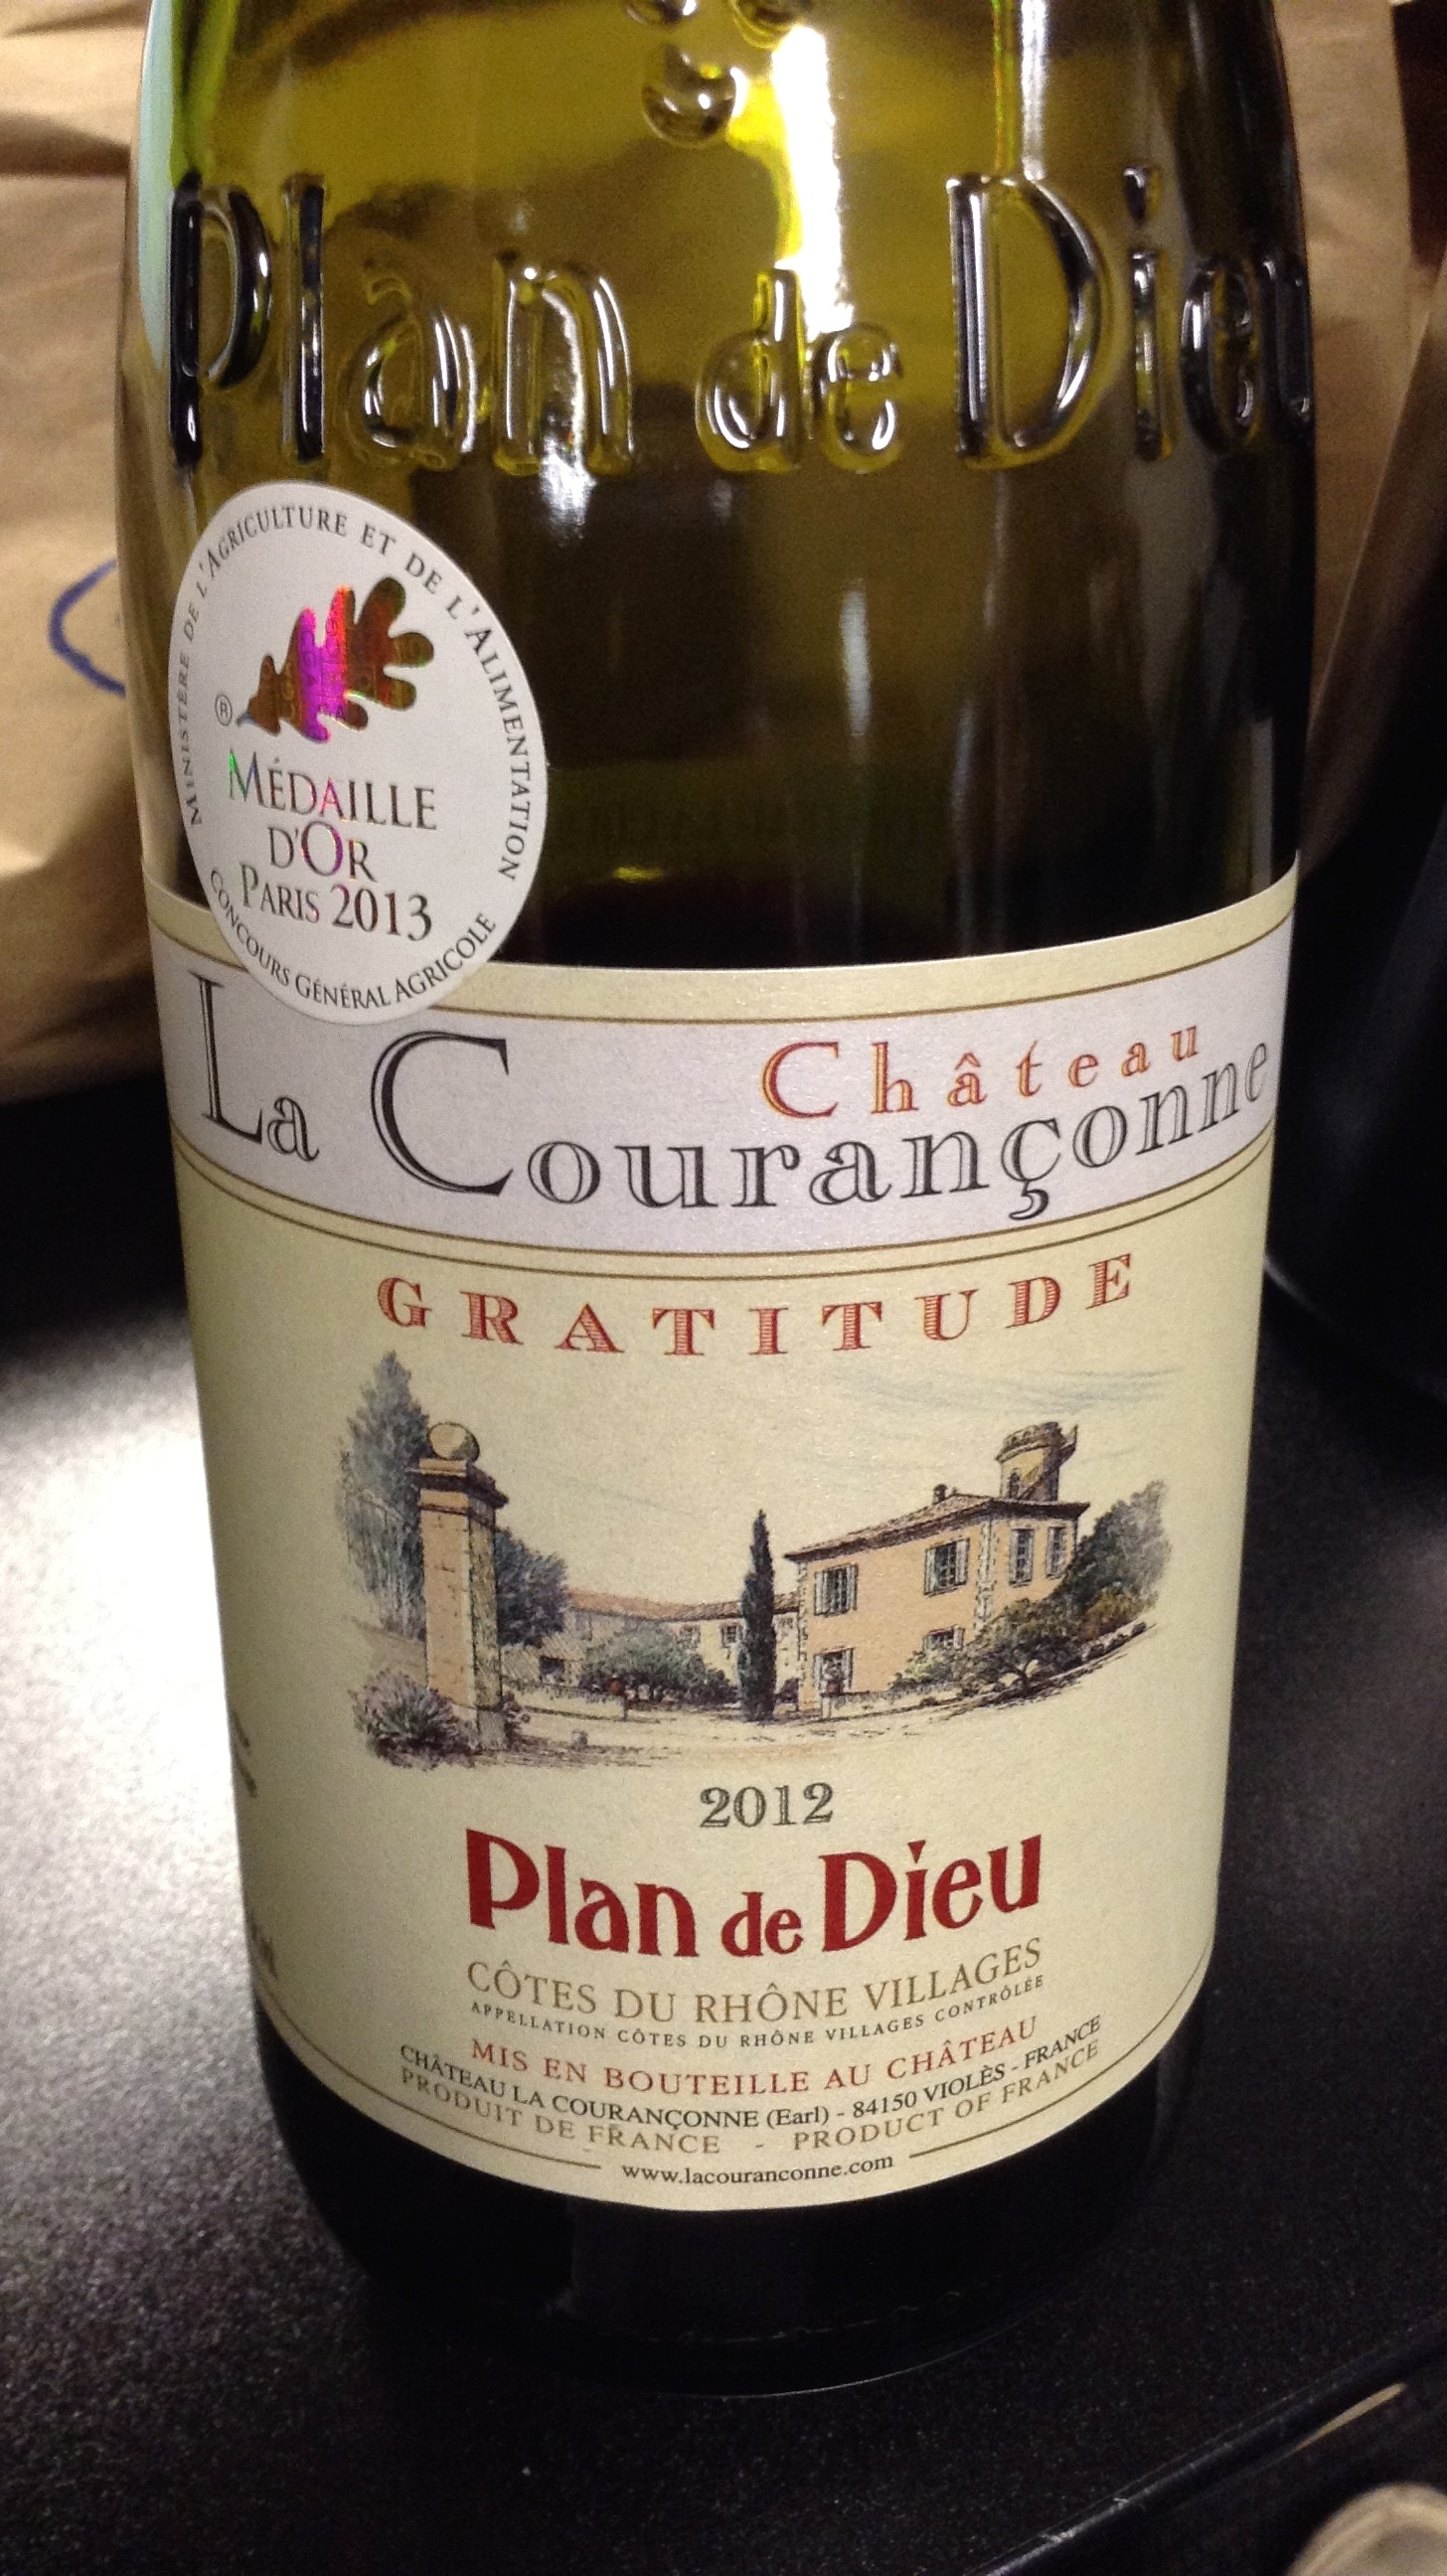 Plan de Dieu
MINISTÈRE DE L'AGRICULTURE ET DE L'ALIMENTATION
®
MÉDAILLE
D'OR
PARIS 2013
CONCOURS GÉNÉRAL AGRICOLE
Château
La Courançonne
GRATITUDE
2012
Plan de Dieu
CÔTES DU RHÔNE VILLAGES
APPELLATION CÔTES DU RHÔNE VILLAGES CONTRÔLÉE
MIS EN BOUTEILLE AU CHÂTEAU
CHÂTEAU LA COURANÇONNE (Earl) - 84150 VIOLÈS - FRANCE
PRODUIT DE FRANCE - PRODUCT OF FRANCE
www.lacouranconne.com